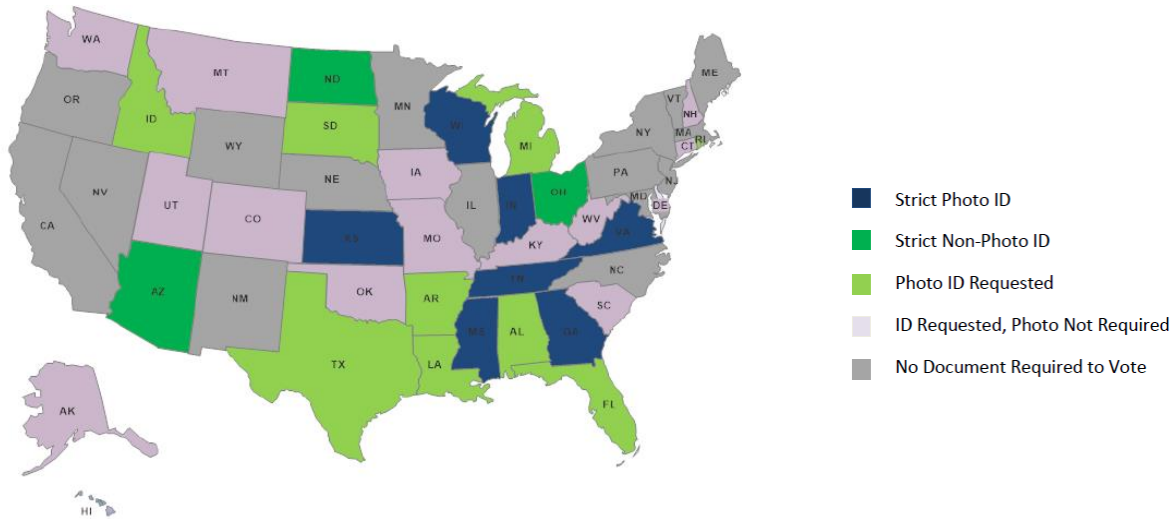 WA
MT
ND
MN
ME
OR
ID
SD
WI
MI
VT
NH
NY
MA
RI
CT
WY
IA
NE
PA
NJ
NV
UT
CO
IL
IN
OH
MD
DE
CA
KS
MO
WV
VA
KY
AZ
NM
OK
AR
TN
NC
SC
TX
LA
MS
AL
GA
FL
AK
HI
Strict Photo ID
Strict Non-Photo ID
Photo ID Requested
ID Requested, Photo Not Required
No Document Required to Vote